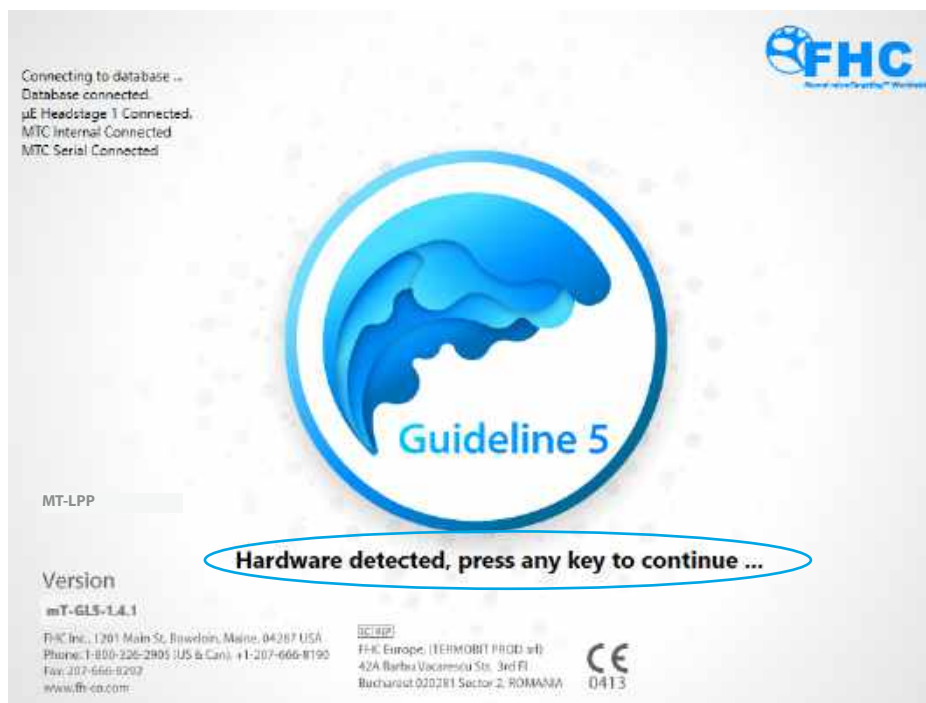 Connecting to database ...
Database connected.
µE Headstage 1 Connected.
MTC Internal Connected
MTC Serial Connected
FHC
Guideline 5
MT-LPP
Hardware detected, press any key to continue ...
Version
mT-GL5-1.4.1
FHC Inc., 1201 Main St, Bowdoin, Maine, 04287 USA
Phone: 1-800-326-2905 (US & Can), +1-207-666-8190
Fax: 207-666-8292
www.fh-co.com
EC REP
FHC Europe, (TERMOBIT PROD srl)
42A Barbu Vacarescu Str, 3rd Fl
Bucharest 020281 Sector 2, ROMANIA
CE
0413